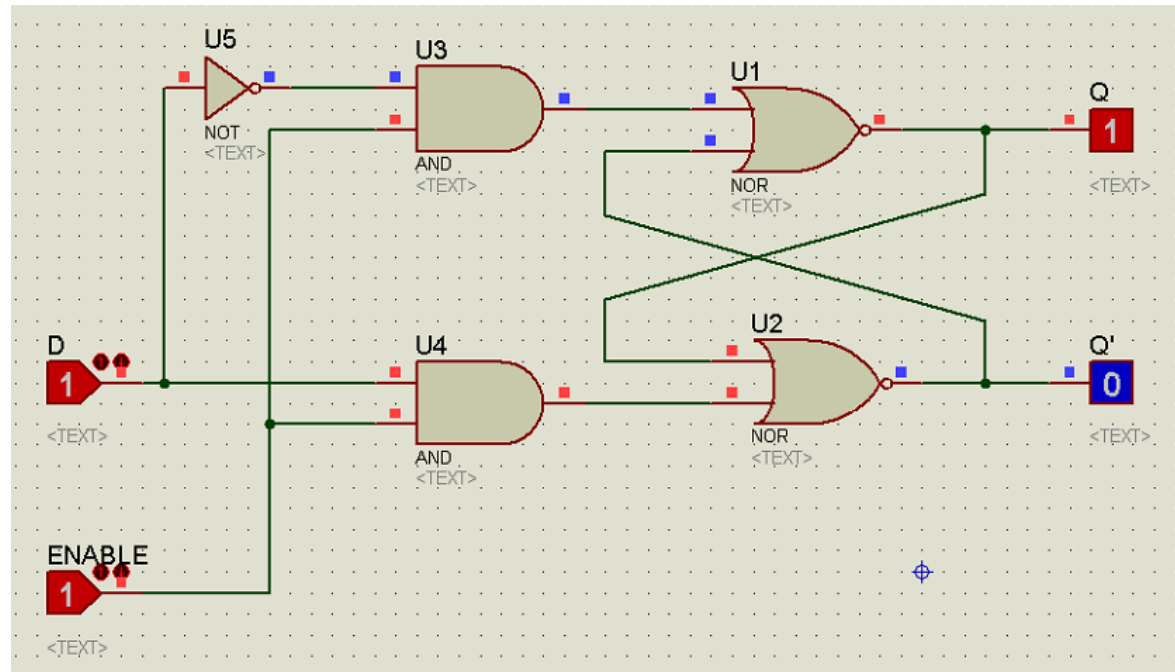 U5
NOT
<TEXT>
U3
AND
<TEXT>
U1
NOR
<TEXT>
Q
1
<TEXT>
D
1
<TEXT>
U4
AND
<TEXT>
U2
NOR
<TEXT>
Q'
0
<TEXT>
ENABLE
1
<TEXT>